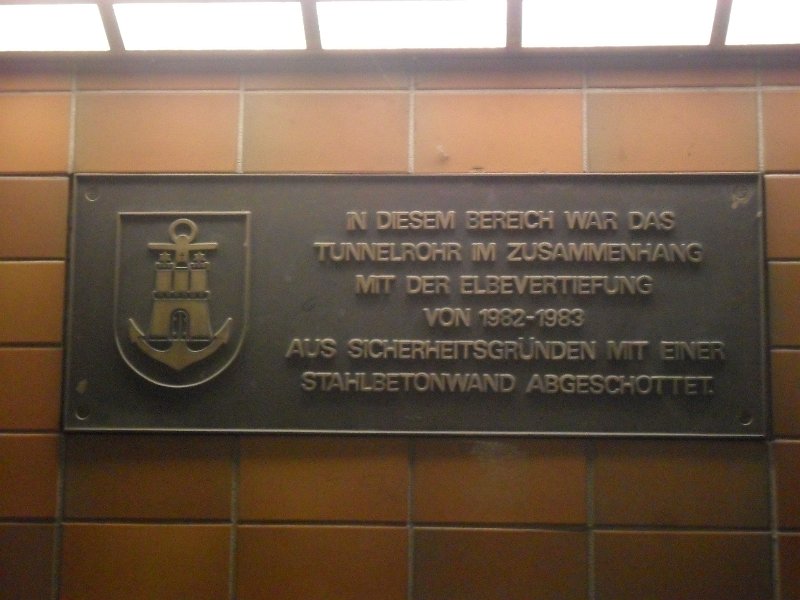 IN DIESEM BEREICH WAR DAS
TUNNELROHR IM ZUSAMMENHANG
MIT DER ELBEVERTIEFUNG
VON 1982-1983
AUS SICHERHEITSGRÜNDEN MIT EINER
STAHLBETONWAND ABGESCHOTTET.